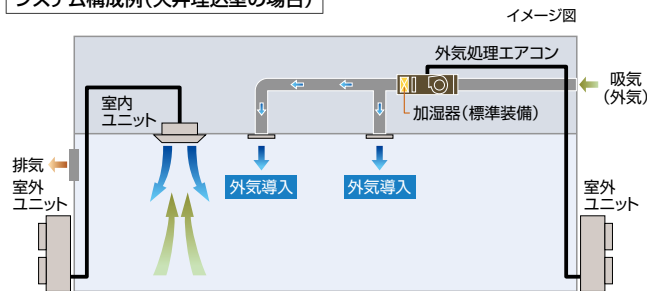 システム構成例（天井埋込型の場合）
イメージ図
外気処理エアコン
吸気
（外気）
室内
ユニット
加湿器（標準装備）
排気
外気導入
外気導入
室外
ユニット
室外
ユニット